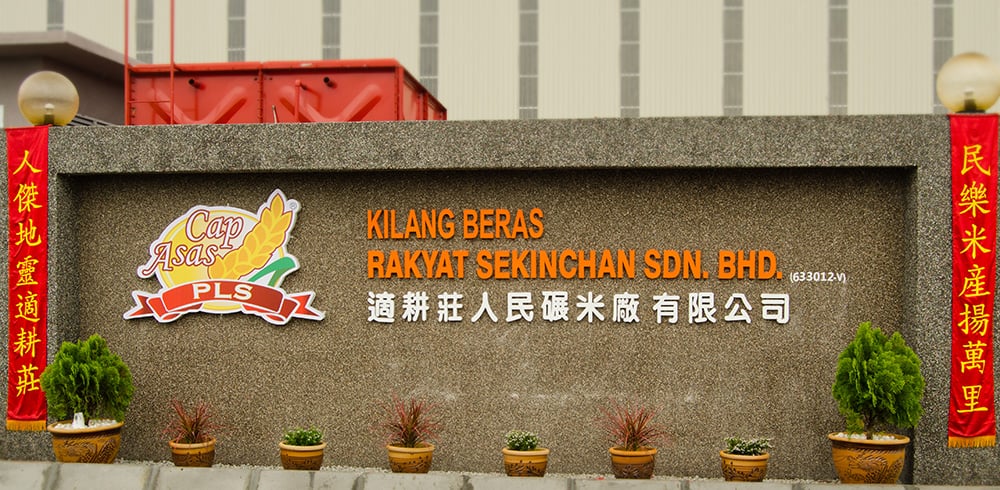 人傑地靈適耕莊
Cap
Asas
®
PLS
KILANG BERAS
RAKYAT SEKINCHAN SDN. BHD. (633012-V)
適耕莊人民碾米廠 有限公司
民樂米產揚萬里